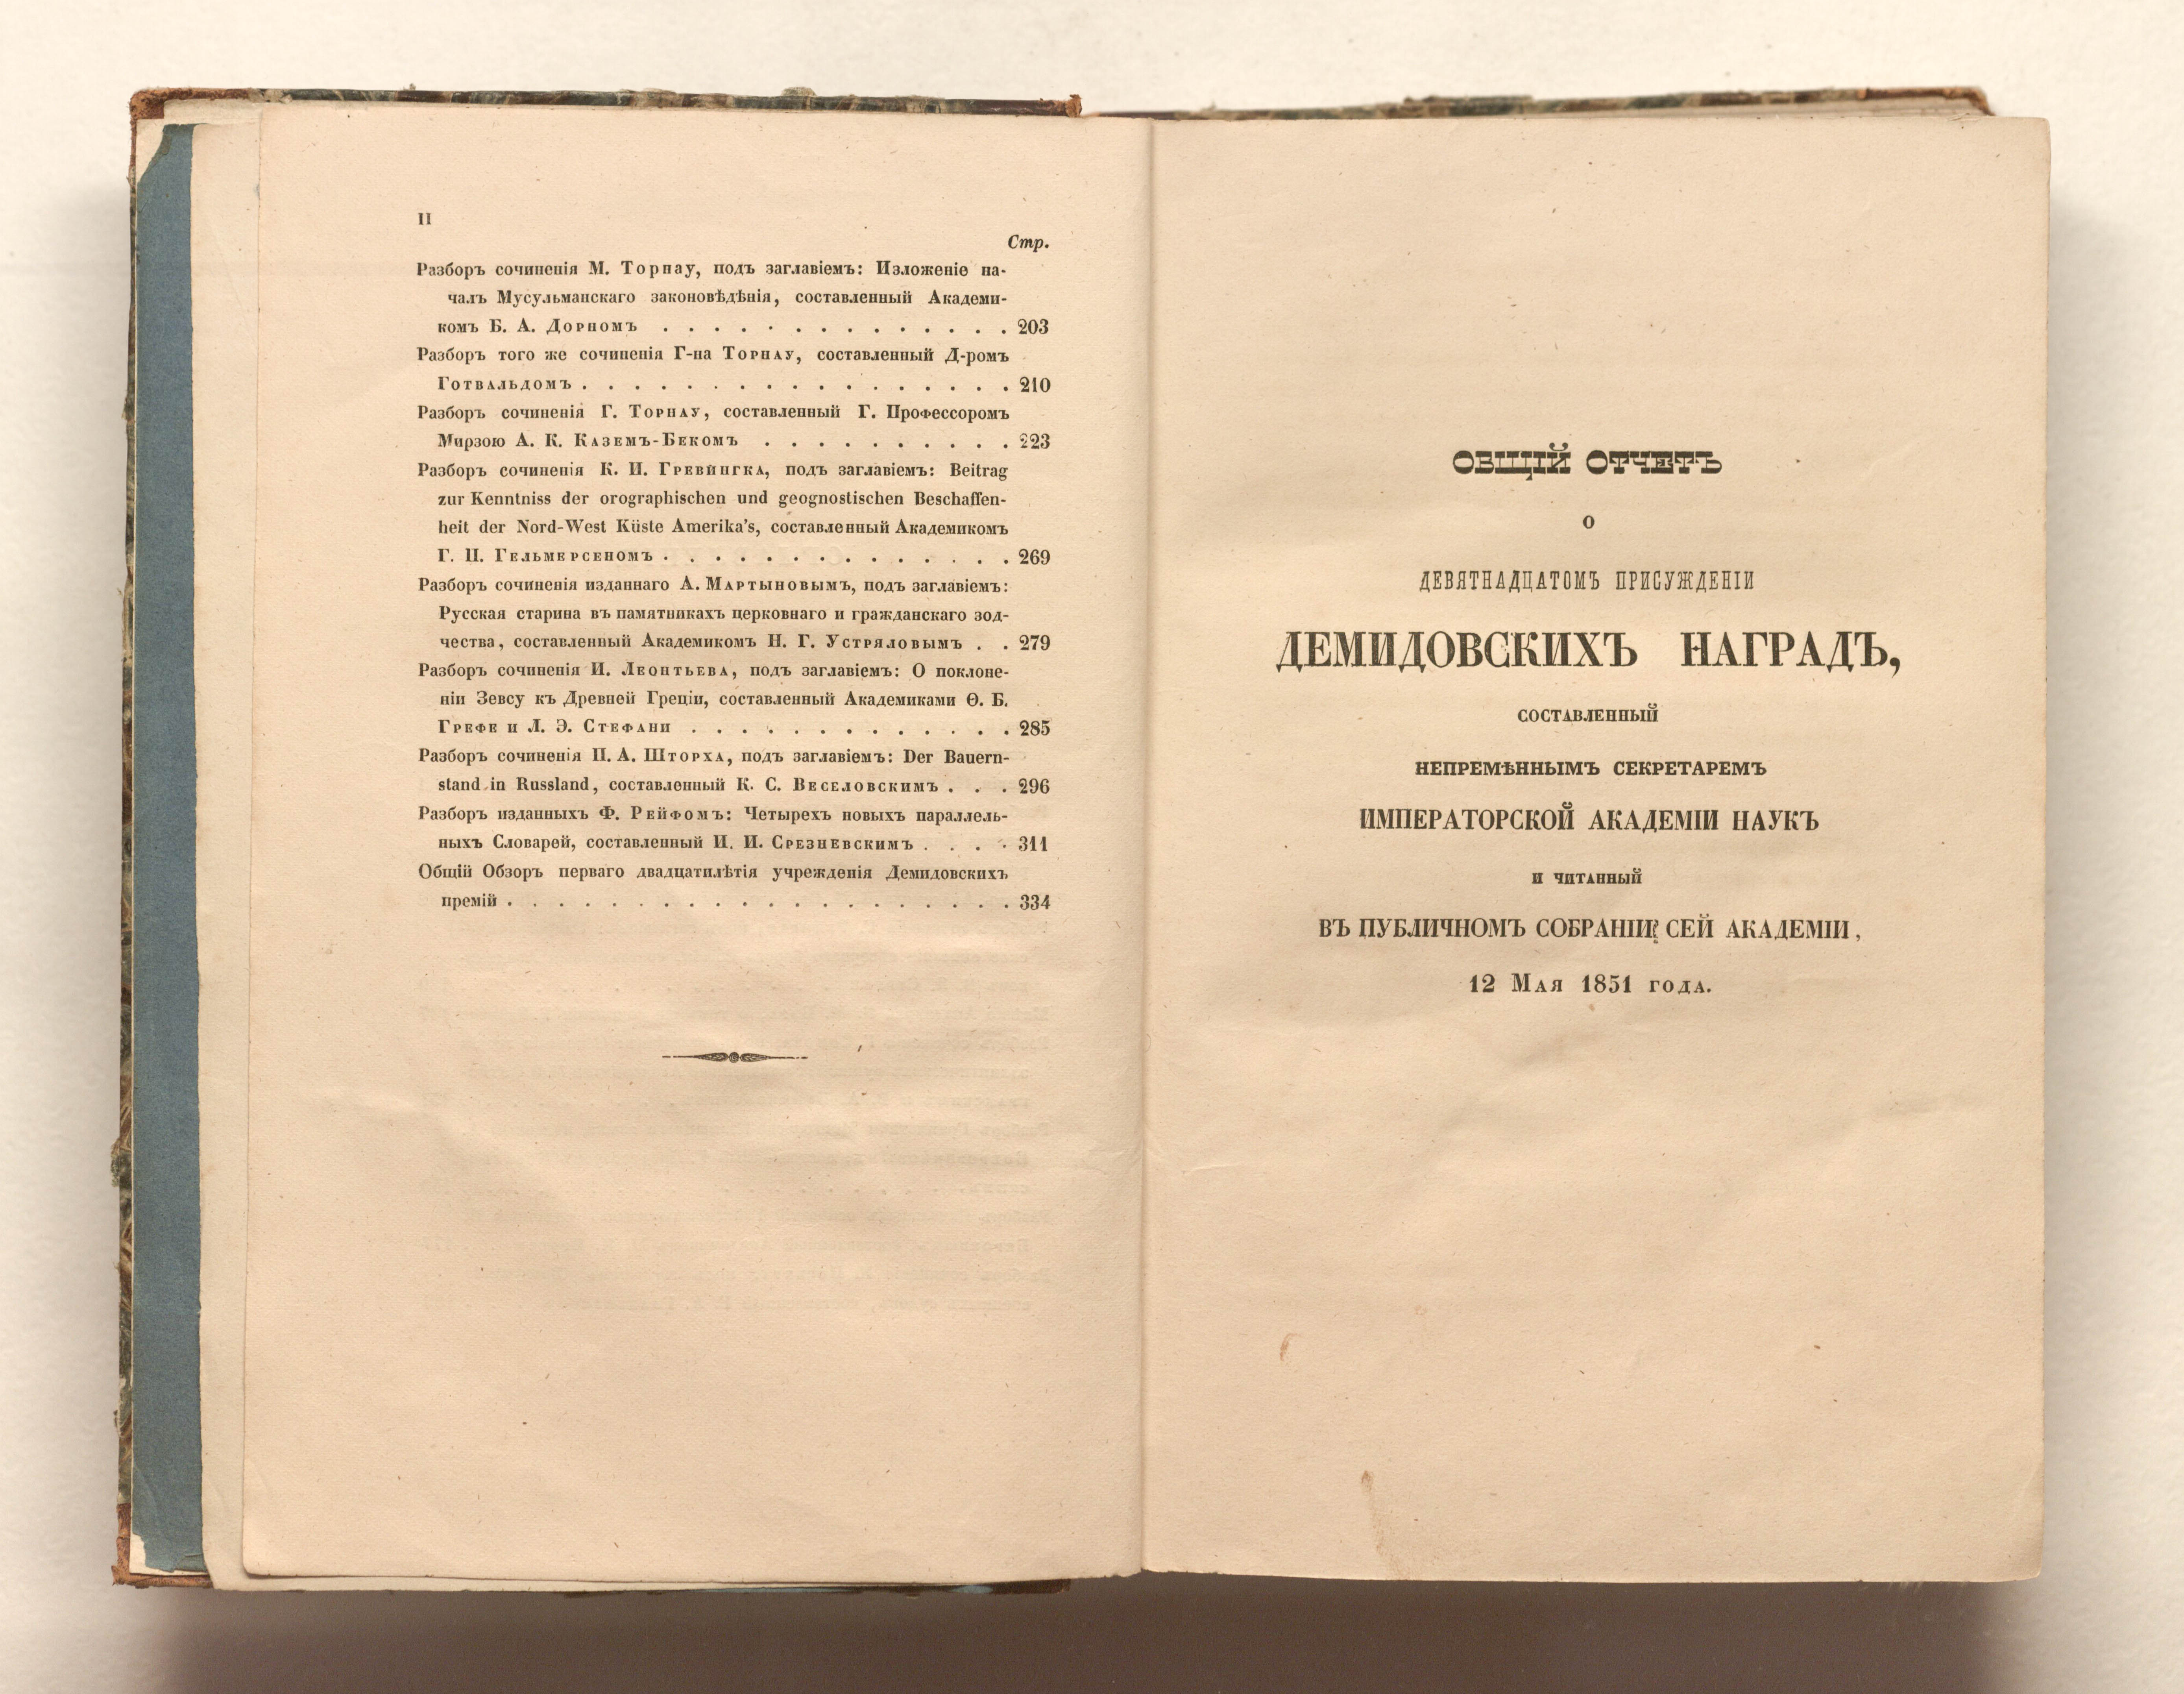 II
Стр.
Разборъ сочиненія М. Торнау, подъ заглавіемъ: Изложеніе на-
чалъ Мусульманскаго законовѣдѣнія, составленный Академи-
комъ Б. А. Дорномъ . . . . . . . . . . . . . . 203
Разборъ того же сочиненія Г-на Торнау, составленный Д-ромъ
Готвальдомъ . . . . . . . . . . . . . . . . . 210
Разборъ сочиненія Г. Торнау, составленный Г. Профессоромъ
Мирзою А. К. Каземъ-Бекомъ . . . . . . . . . . 223
Разборъ сочиненія К. И. Гревингка, подъ заглавіемъ: Beitrag
zur Kenntniss der orographischen und geognostischen Beschaffen-
heit der Nord-West Küste Amerika's, составленный Академикомъ
Г. П. Гельмерсеномъ . . . . . . . . . . . . . . 269
Разборъ сочиненія изданнаго А. Мартыновымъ, подъ заглавіемъ:
Русская старина въ памятникахъ церковнаго и гражданскаго зод-
чества, составленный Академикомъ Н. Г. Устряловымъ . . 279
Разборъ сочиненія И. Леонтьева, подъ заглавіемъ: О поклоне-
ніи Зевсу къ Древней Греціи, составленный Академиками Ѳ. Б.
Грефе и Л. Э. Стефани . . . . . . . . . . . . . 285
Разборъ сочиненія П. А. Шторха, подъ заглавіемъ: Der Bauern-
stand in Russland, составленный К. С. Веселовскимъ . . . 296
Разборъ изданныхъ Ф. Рейфомъ: Четырехъ новыхъ параллель-
ныхъ Словарей, составленный И. И. Срезневскимъ . . . . 311
Общій Обзоръ перваго двадцатилѣтія учрежденія Демидовскихъ
премій . . . . . . . . . . . . . . . . . . . . 334
ОБЩІЙ ОТЧЕТЪ
О
ДЕВЯТНАДЦАТОМЪ ПРИСУЖДЕНІИ
ДЕМИДОВСКИХЪ НАГРАДЪ,
СОСТАВЛЕННЫЙ
НЕПРЕМѢННЫМЪ СЕКРЕТАРЕМЪ
ИМПЕРАТОРСКОЙ АКАДЕМІИ НАУКЪ
И ЧИТАННЫЙ
ВЪ ПУБЛИЧНОМЪ СОБРАНІИ СЕЙ АКАДЕМІИ,
12 Мая 1851 года.